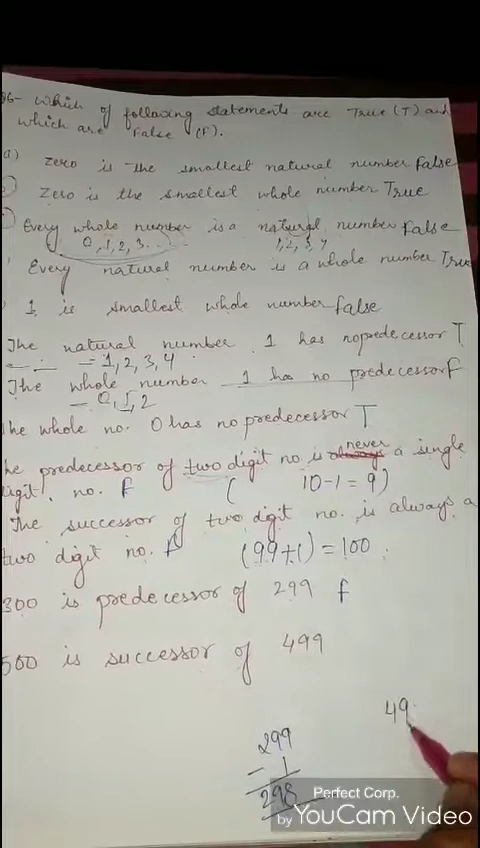 Q6- Which of following statements are True (T) and
which are False (F).
a) Zero is the smallest natural number False
Zero is the smallest whole number True
Every whole number is a natural number False
0, 1, 2, 3.. 1, 2, 3, 4
Every natural number is a whole number True
1 is smallest whole number false
The natural number 1 has no predecessor T
= 1, 2, 3, 4
The whole number 1 has no predecessor F
- 0, 1, 2
The whole no. 0 has no predecessor T
never
The predecessor of two digit no. is always a single
digit. no. F ( 10-1 = 9)
The successor of two digit no. is always a
two digit no. F (99+1) = 100.
300 is predecessor of 299 F
500 is successor of 499
49
299
- 1
298
Perfect Corp.
by YouCam Video